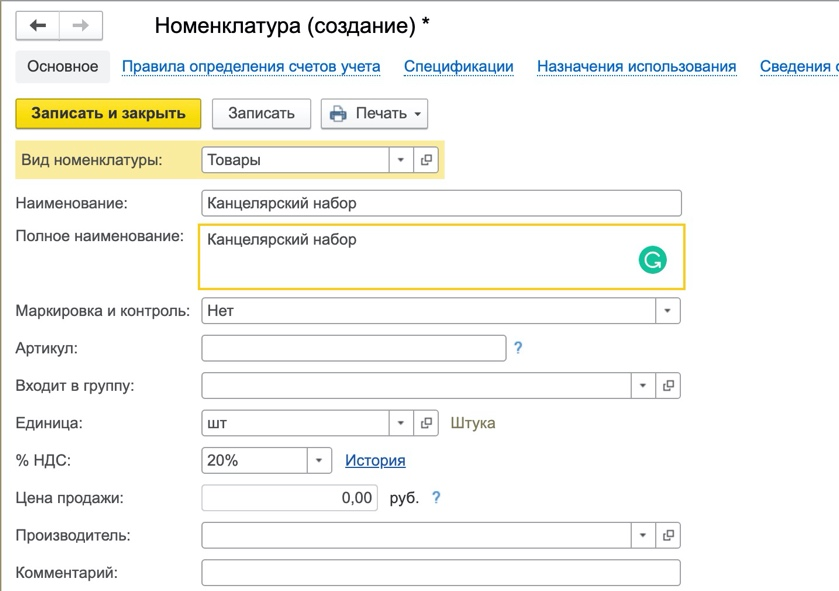 Номенклатура (создание) *
Основное Правила определения счетов учета Спецификации Назначения использования Сведения
Записать и закрыть Записать Печать
Вид номенклатуры: Товары
Наименование: Канцелярский набор
Полное наименование: Канцелярский набор
Маркировка и контроль: Нет
Артикул: ?
Входит в группу:
Единица: шт Штука
% НДС: 20% История
Цена продажи: 0,00 руб. ?
Производитель:
Комментарий: